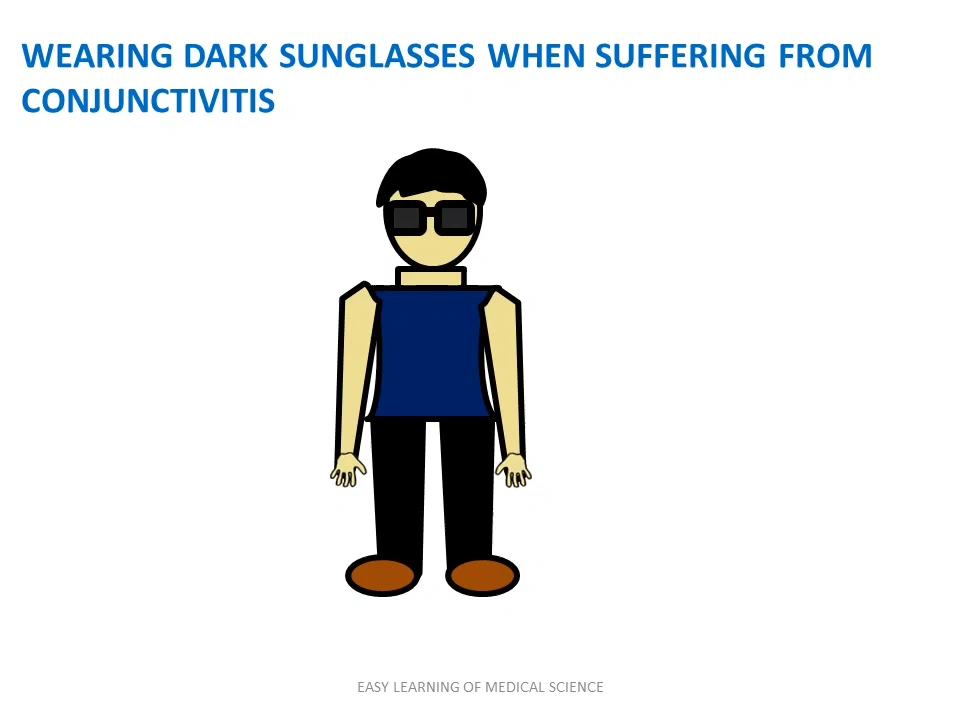 WEARING DARK SUNGLASSES WHEN SUFFERING FROM
CONJUNCTIVITIS
EASY LEARNING OF MEDICAL SCIENCE